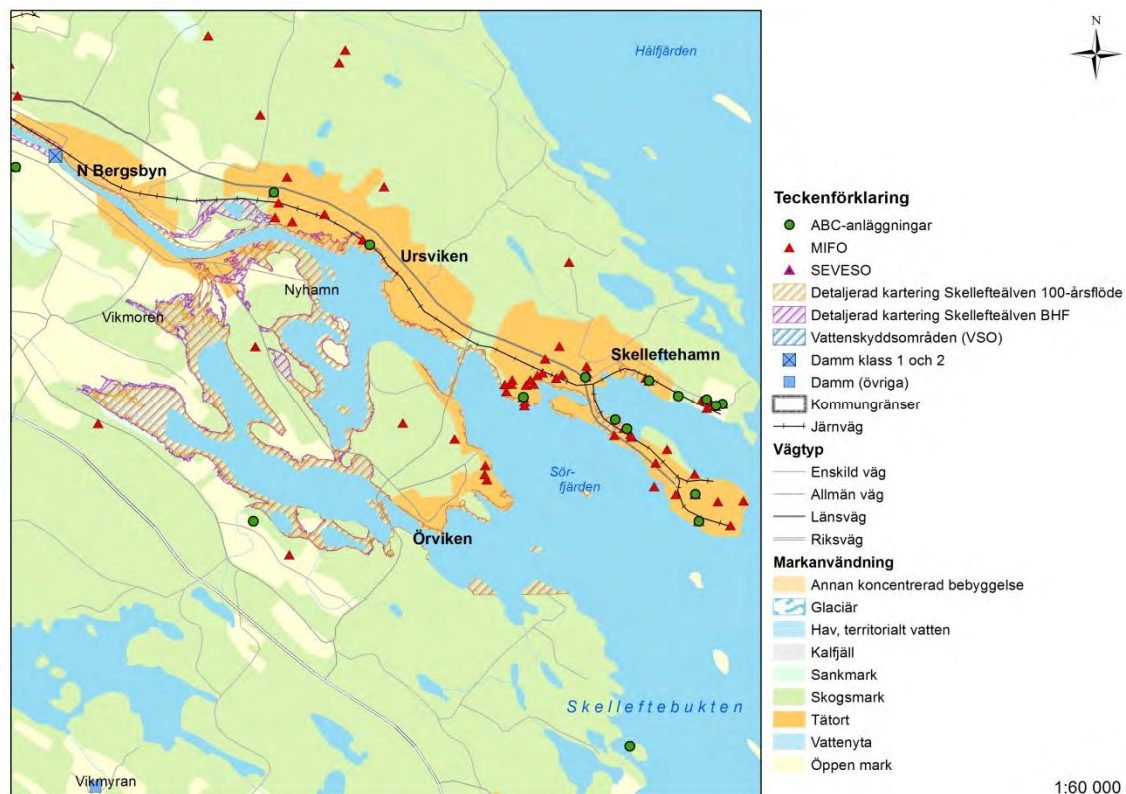 Hålfjärden
N
N Bergsbyn
Ursviken
Nyhamn
Vikmoren
Skelleftehamn
Sör-
fjärden
Örviken
Skelleftebukten
Vikmyran
Teckenförklaring
ABC-anläggningar
MIFO
SEVESO
Detaljerad kartering Skellefteälven 100-årsflöde
Detaljerad kartering Skellefteälven BHF
Vattenskyddsområden (VSO)
Damm klass 1 och 2
Damm (övriga)
Kommungränser
Järnväg
Vägtyp
Enskild väg
Allmän väg
Länsväg
Riksväg
Markanvändning
Annan koncentrerad bebyggelse
Glaciär
Hav, territorialt vatten
Kalfjäll
Sankmark
Skogsmark
Tätort
Vattenyta
Öppen mark
1:60 000